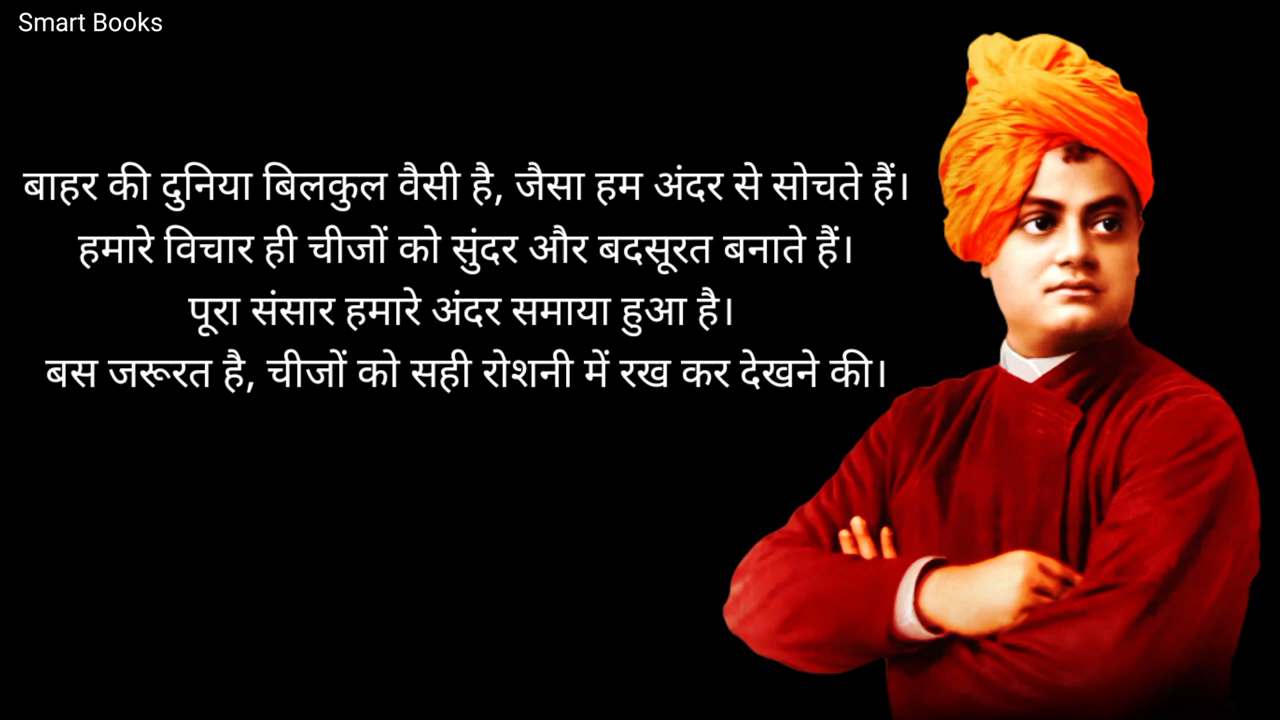 Smart Books
बाहर की दुनिया बिलकुल वैसी है, जैसा हम अंदर से सोचते हैं।
हमारे विचार ही चीजों को सुंदर और बदसूरत बनाते हैं।
पूरा संसार हमारे अंदर समाया हुआ है।
बस जरूरत है, चीजों को सही रोशनी में रख कर देखने की।